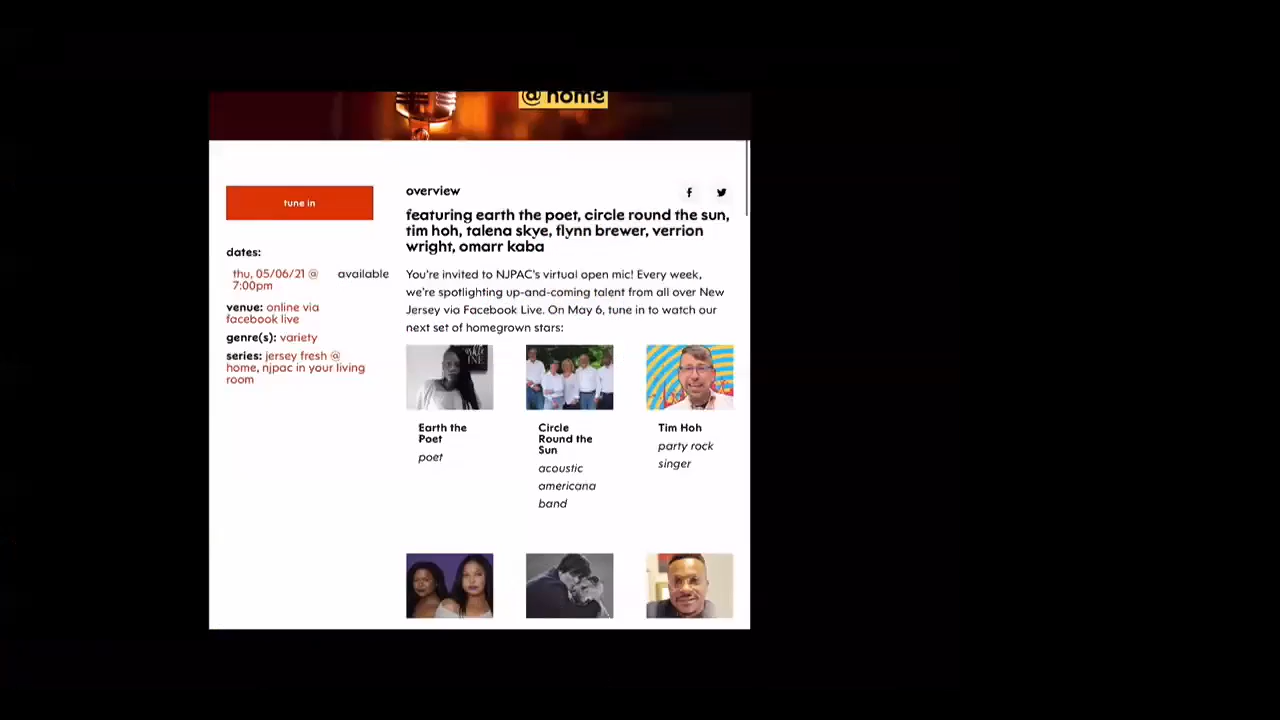 @ home
tune in
dates:
thu, 05/06/21 @ available
7:00pm
venue: online via
facebook live
genre(s): variety
series: jersey fresh @
home, njpac in your living
room
overview
featuring earth the poet, circle round the sun,
tim hoh, talena skye, flynn brewer, verrion
wright, omarr kaba
You're invited to NJPAC's virtual open mic! Every week,
we're spotlighting up-and-coming talent from all over New
Jersey via Facebook Live. On May 6, tune in to watch our
next set of homegrown stars:
Earth the
Poet
poet
Circle
Round the
Sun
acoustic
americana
band
Tim Hoh
party rock
singer